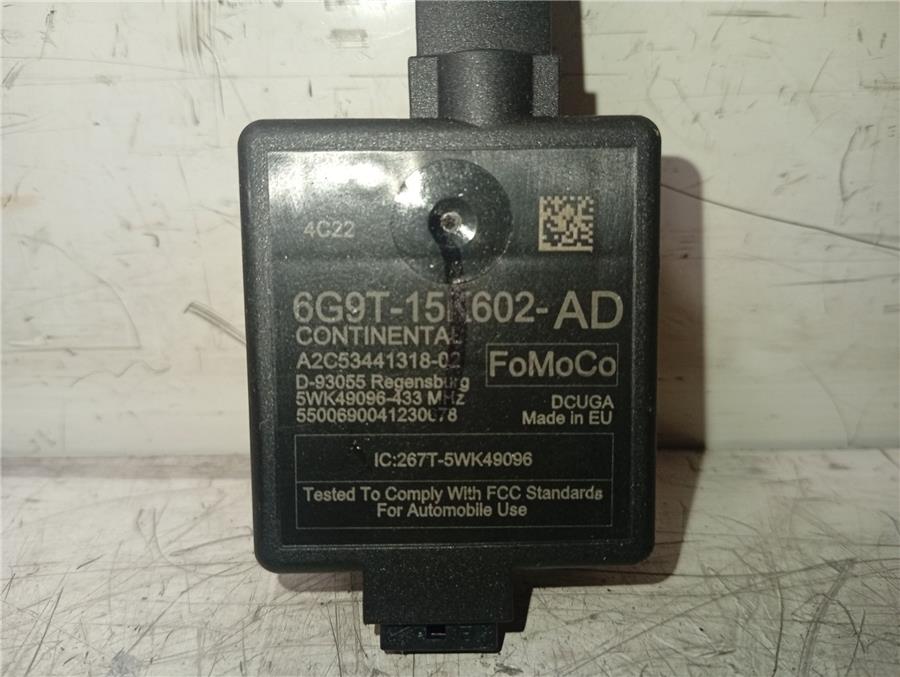 4C22
6G9T-15K602-AD
CONTINENTAL
A2C53441318-02
FoMoCo
D-93055 Regensburg
5WK49096-433 MHz
5500690041230678
DCUGA
Made in EU
IC:267T-5WK49096
Tested To Comply With FCC Standards
For Automobile Use